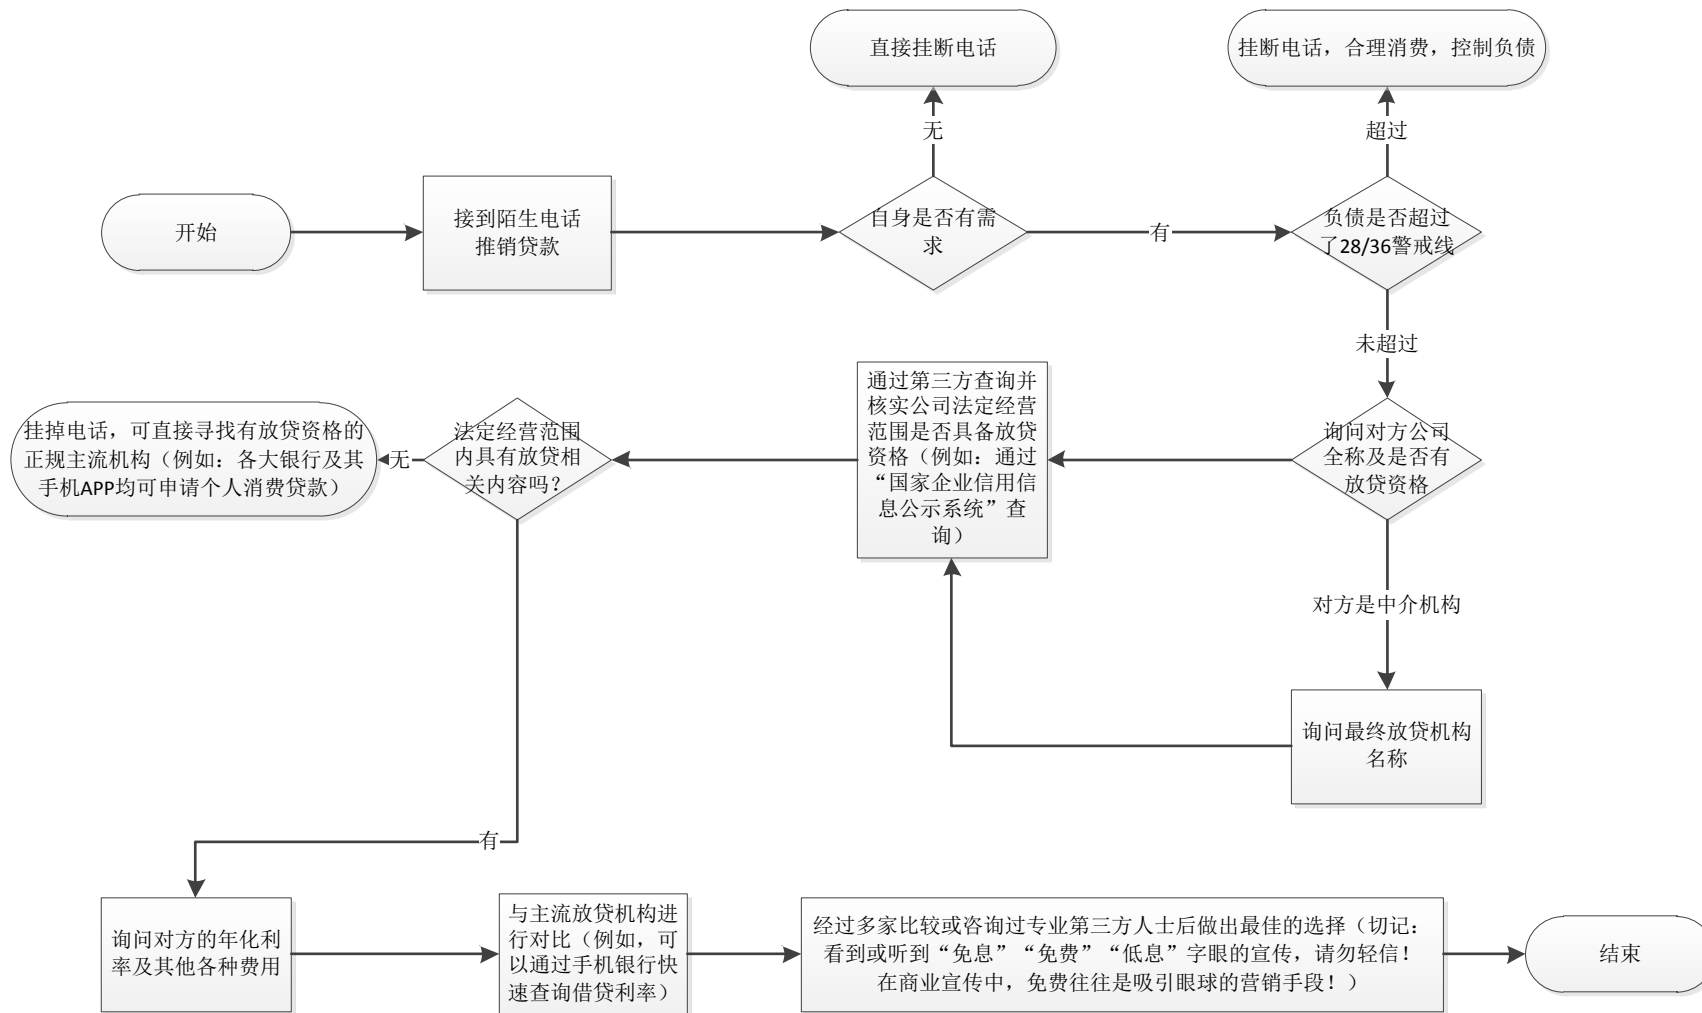 直接挂断电话
挂断电话，合理消费，控制负债
无
超过
开始
接到陌生电话
推销贷款
自身是否有需
求
有
负债是否超过
了28/36警戒线
未超过
挂掉电话，可直接寻找有放贷资格的
正规主流机构（例如：各大银行及其
手机APP均可申请个人消费贷款）
无
法定经营范围
内具有放贷相
关内容吗？
通过第三方查询并
核实公司法定经营
范围是否具备放贷
资格（例如：通过
“国家企业信用信
息公示系统”查
询）
询问对方公司
全称及是否有
放贷资格
对方是中介机构
询问最终放贷机构
名称
有
询问对方的年化利
率及其他各种费用
与主流放贷机构进
行对比（例如，可
以通过手机银行快
速查询借贷利率）
经过多家比较或咨询过专业第三方人士后做出最佳的选择（切记：
看到或听到“免息”“免费”“低息”字眼的宣传，请勿轻信！
在商业宣传中，免费往往是吸引眼球的营销手段！）
结束